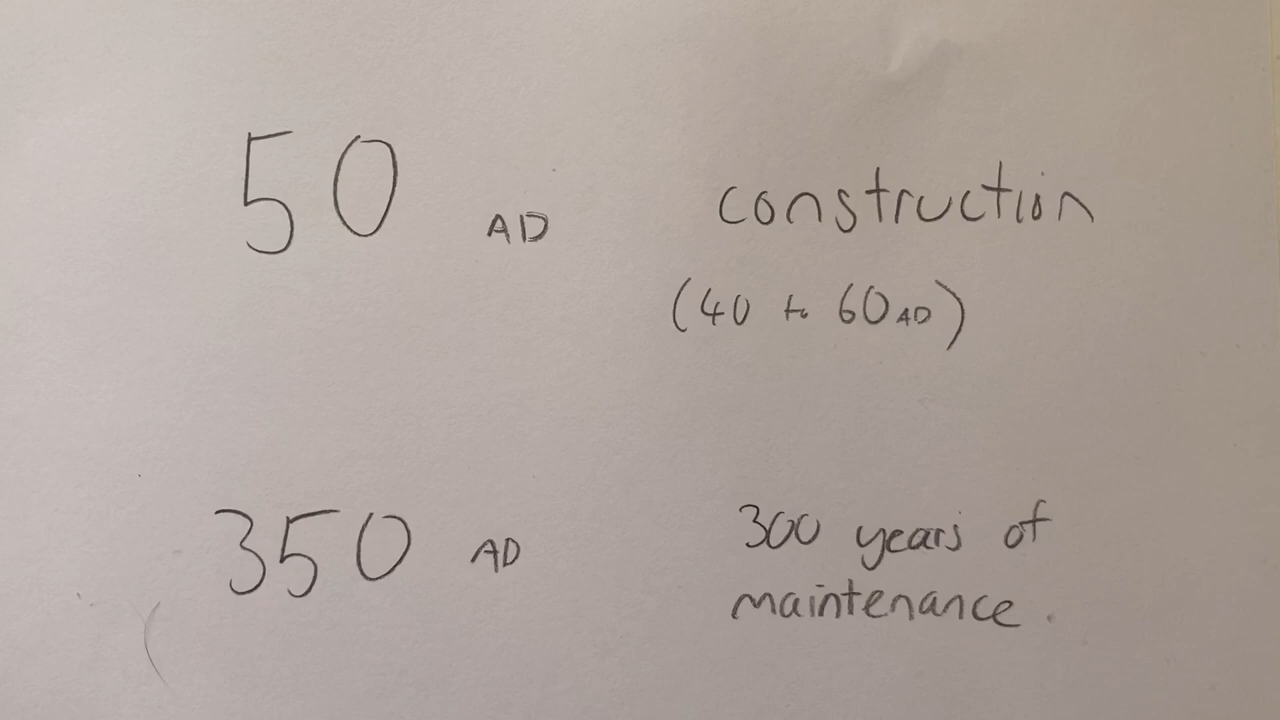 50 AD construction
(40 to 60 AD)
350 AD 300 years of
maintenance.